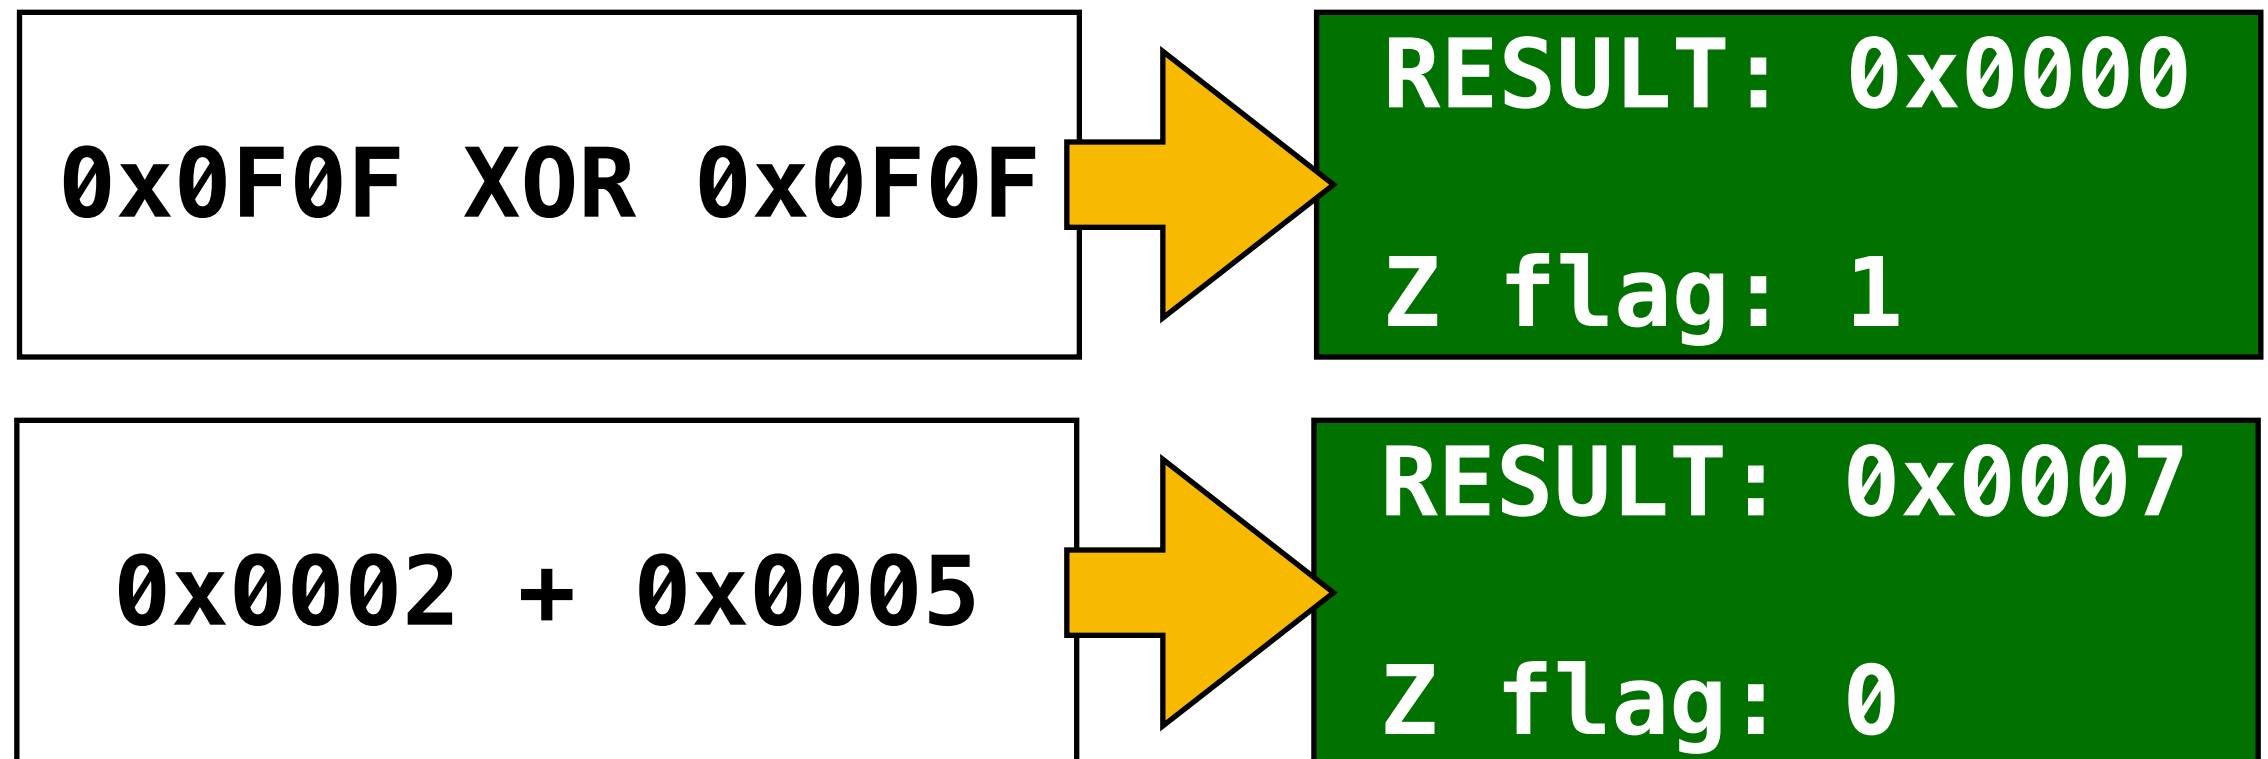 0x0F0F XOR 0x0F0F
RESULT: 0x0000
Z flag: 1
0x0002 + 0x0005
RESULT: 0x0007
Z flag: 0